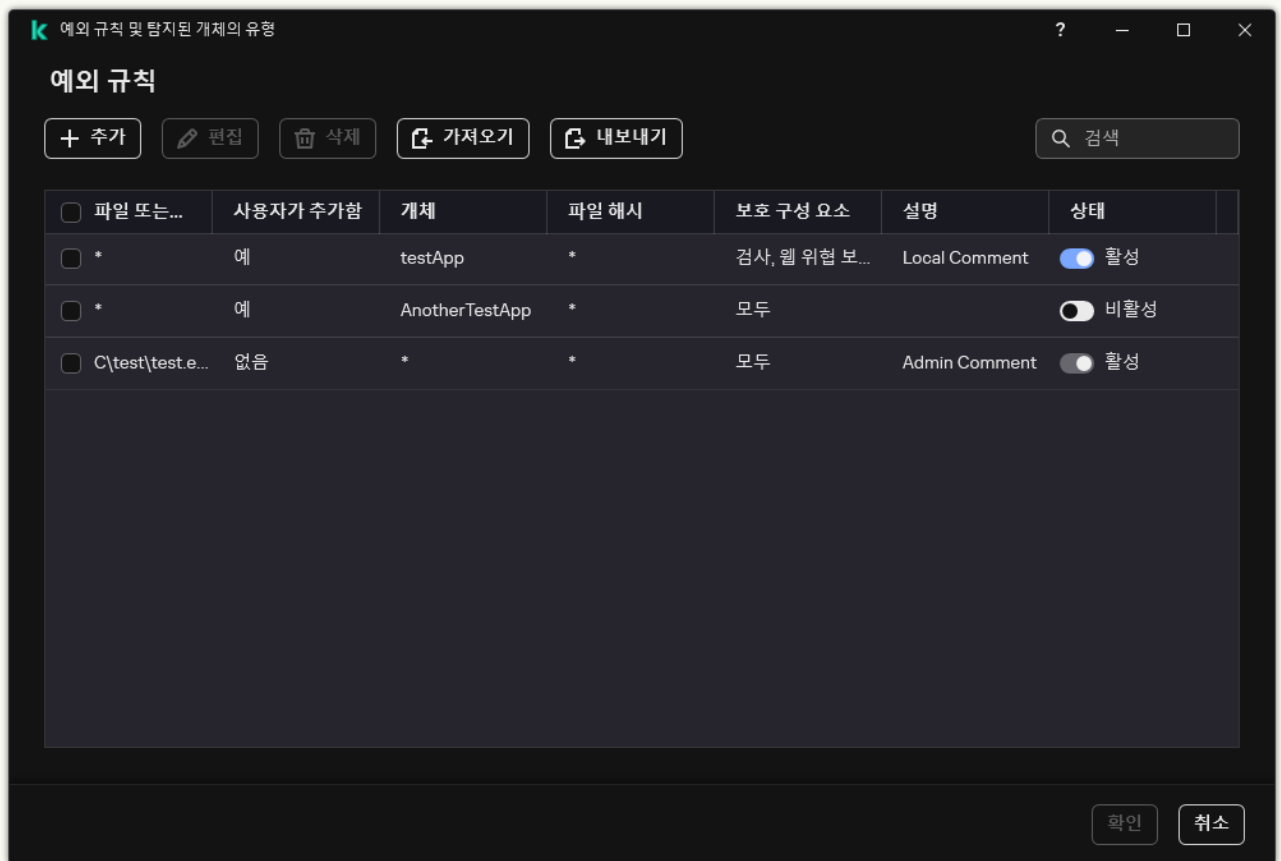 예외 규칙 및 탐지된 개체의 유형 ?
예외 규칙
추가 편집 삭제 가져오기 내보내기 검색
파일 또는... 사용자가 추가함 개체 파일 해시 보호 구성 요소 설명 상태
* 예 testApp * 검사, 웹 위협 보... Local Comment 활성
* 예 AnotherTestApp * 모두 비활성
C\test\test.e... 없음 * * 모두 Admin Comment 활성
확인 취소